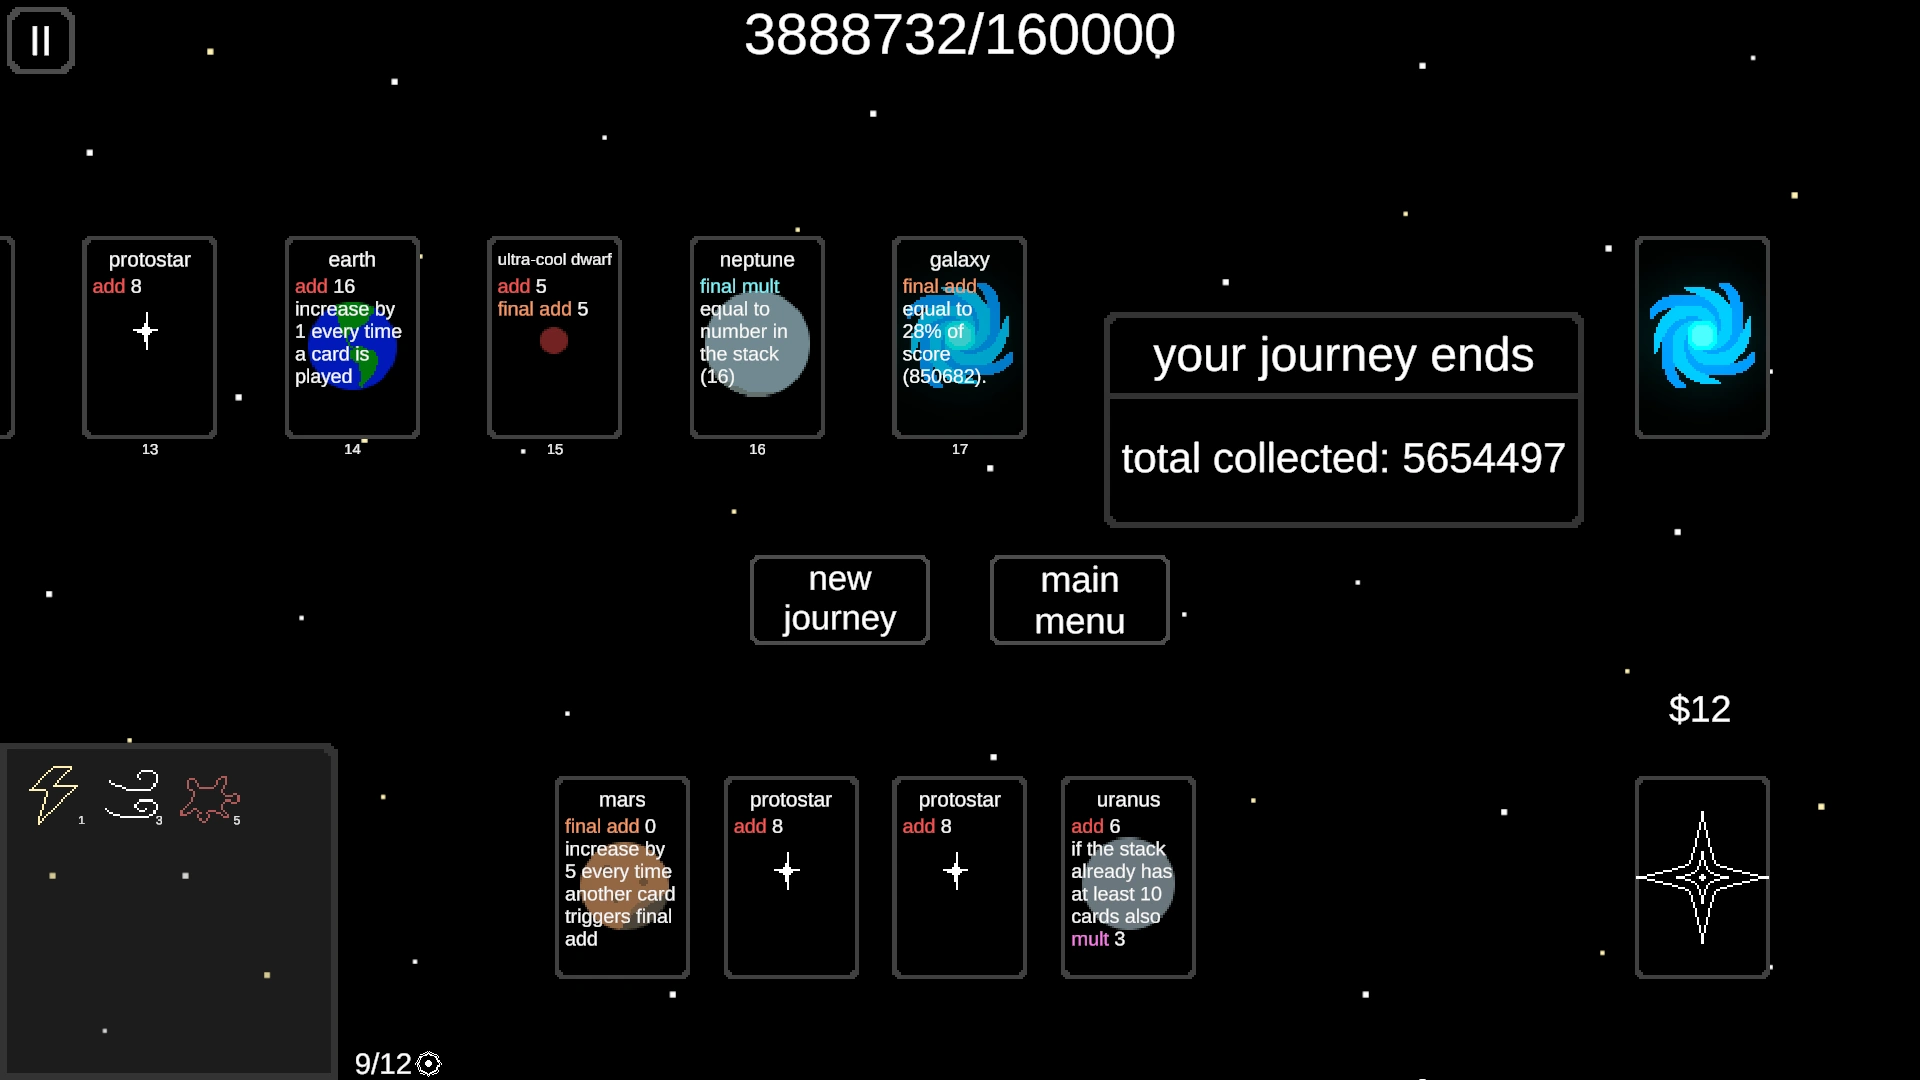 3888732/160000
protostar
add 8
13
earth
add 16
increase by
1 every time
a card is
played
14
ultra-cool dwarf
add 5
final add 5
15
neptune
final mult
equal to
number in
the stack
(16)
16
galaxy
final add
equal to
28% of
score
(850682).
17
your journey ends
total collected: 5654497
new
journey
main
menu
$12
1
3
5
mars
final add 0
increase by
5 every time
another card
triggers final
add
protostar
add 8
protostar
add 8
uranus
add 6
if the stack
already has
at least 10
cards also
mult 3
9/12